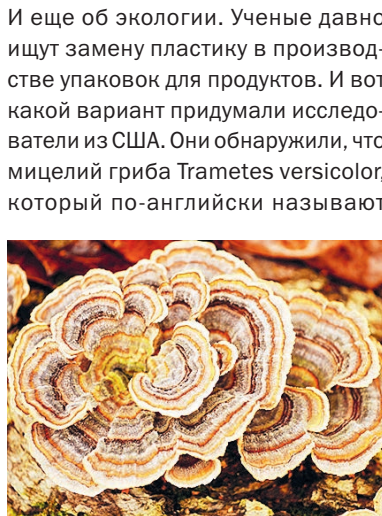 И еще об экологии. Ученые давно
ищут замену пластику в производ-
стве упаковок для продуктов. И вот
какой вариант придумали исследо-
ватели из США. Они обнаружили, что
мицелий гриба Trametes versicolor,
который по-английски называют